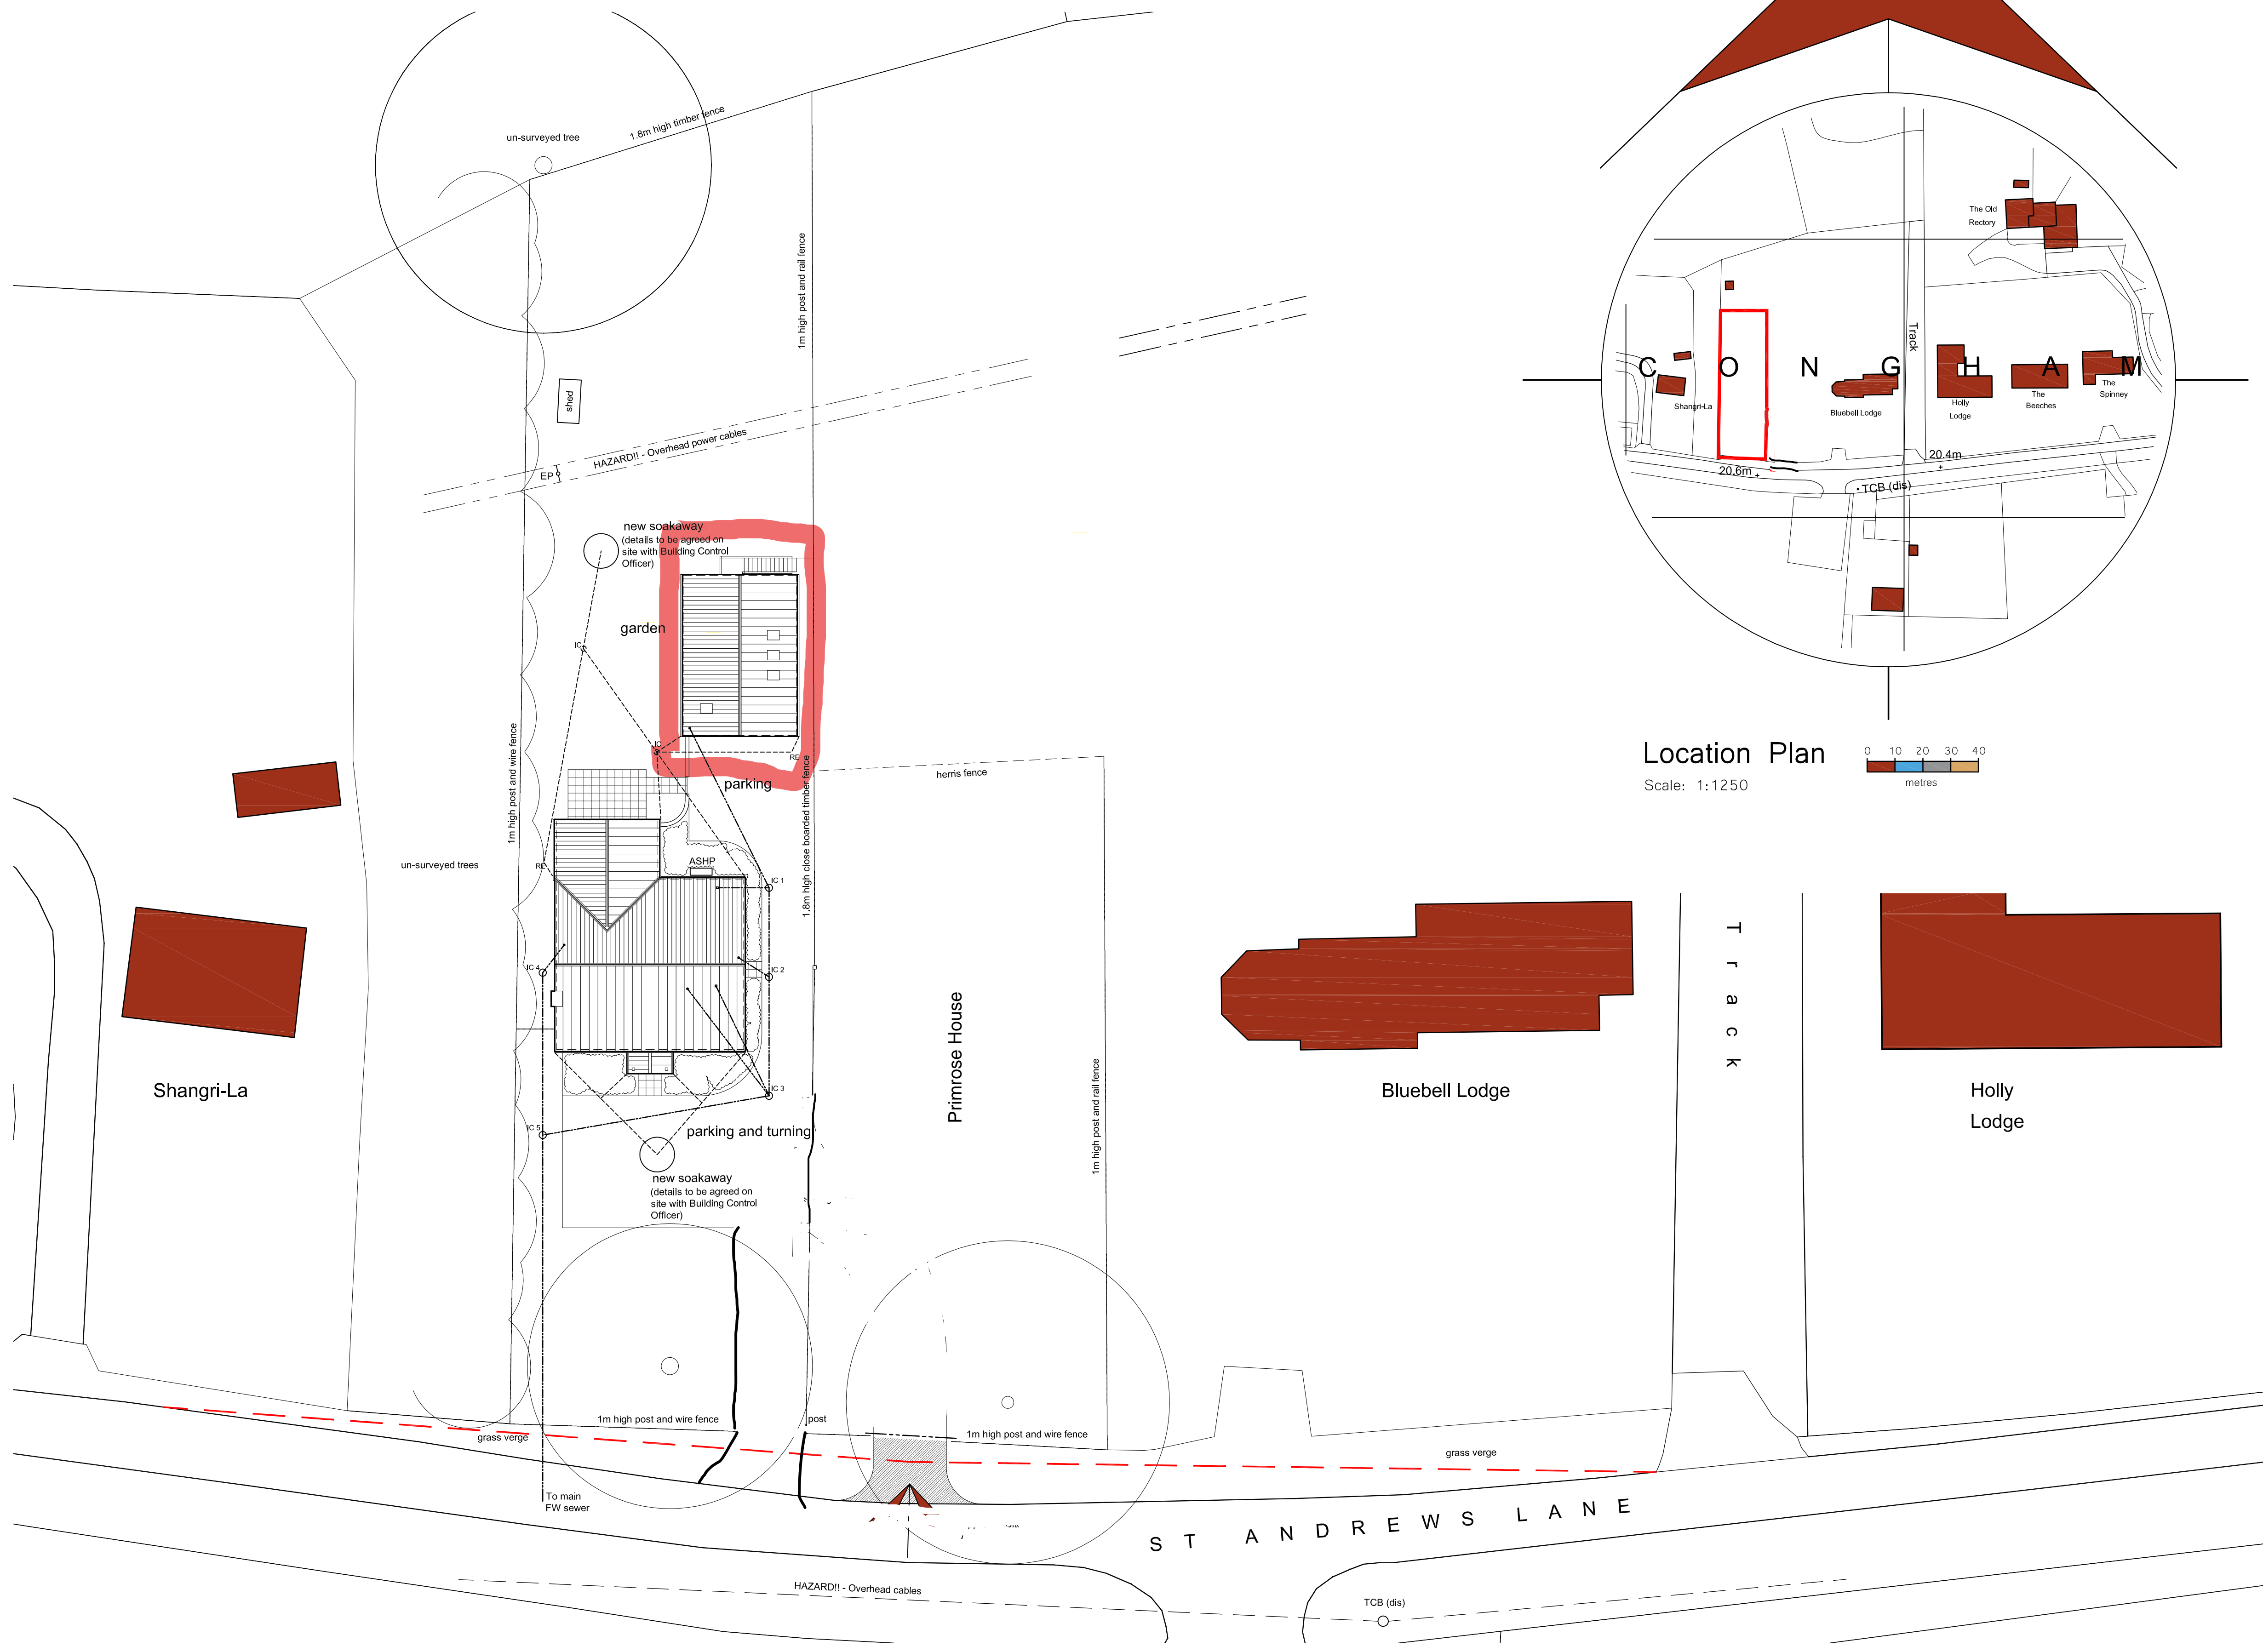 un-surveyed tree
1.8m high timber fence
1m high post and rail fence
shed
EP
HAZARD!! - Overhead power cables
new soakaway
(details to be agreed on
site with Building Control
Officer)
garden
IC
IC
RE
parking
1m high post and wire fence
1.8m high close boarded timber fence
herris fence
un-surveyed trees
RE
ASHP
IC 1
IC 4
IC 2
IC 3
IC 5
parking and turning
new soakaway
(details to be agreed on
site with Building Control
Officer)
Shangri-La
Primrose House
1m high post and rail fence
Bluebell Lodge
Track
Holly
Lodge
1m high post and wire fence
post
1m high post and wire fence
grass verge
grass verge
To main
FW sewer
ST ANDREWS LANE
HAZARD!! - Overhead cables
TCB (dis)
The Old
Rectory
Track
CONGHAM
Shangri-La
Bluebell Lodge
Holly
Lodge
The
Beeches
The
Spinney
20.6m
20.4m
TCB (dis)
Location Plan
Scale: 1:1250
0 10 20 30 40
metres